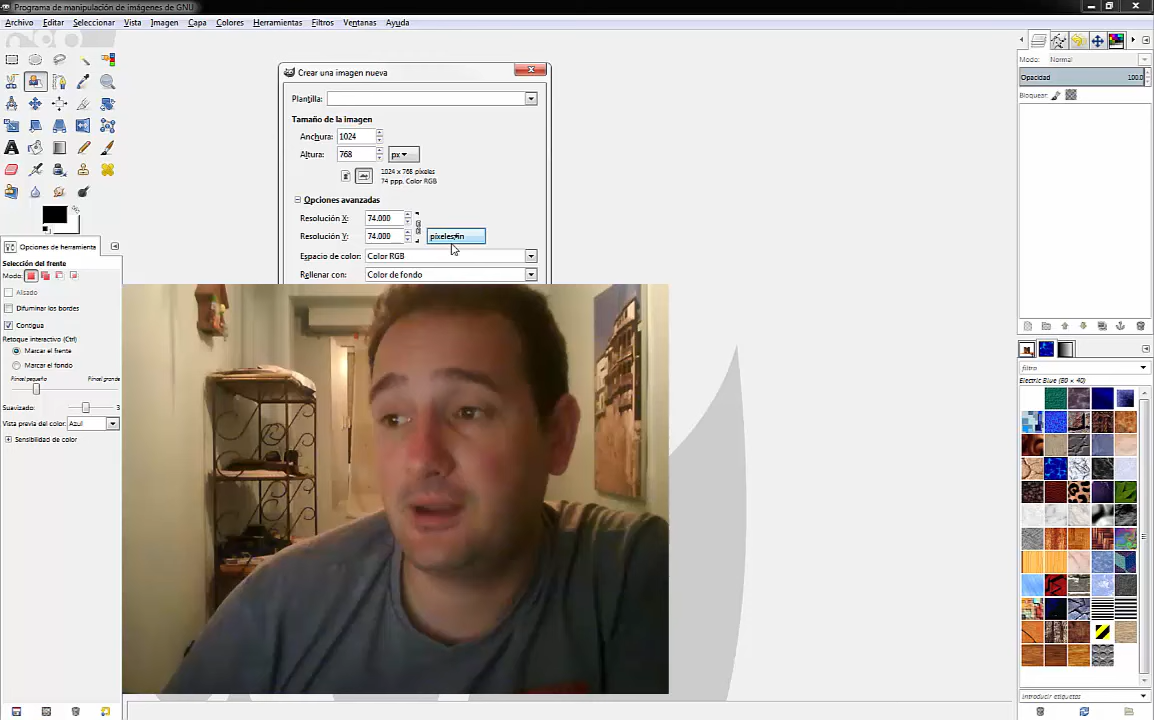 Programa de manipulación de imágenes de GNU
Archivo Editar Seleccionar Vista Imagen Capa Colores Herramientas Filtros Ventanas Ayuda
Crear una imagen nueva
Plantilla:
Tamaño de la imagen
Anchura: 1024
Altura: 768 px
1024 x 768 píxeles
74 ppp, Color RGB
Opciones avanzadas
Resolución X: 74.000
Resolución Y: 74.000 píxeles/in
Espacio de color: Color RGB
Rellenar con: Color de fondo
Opciones de herramienta
Selección del frente
Modo:
Alisado
Difuminar los bordes
Contigua
Retoque interactivo (Ctrl)
Marcar el frente
Marcar el fondo
Pincel pequeño Pincel grande
Suavizado: 3
Vista previa del color: Azul
Sensibilidad de color
Modo: Normal
Opacidad 100.0
Bloquear:
filtro
Electric Blue (80 × 40)
introducir etiquetas